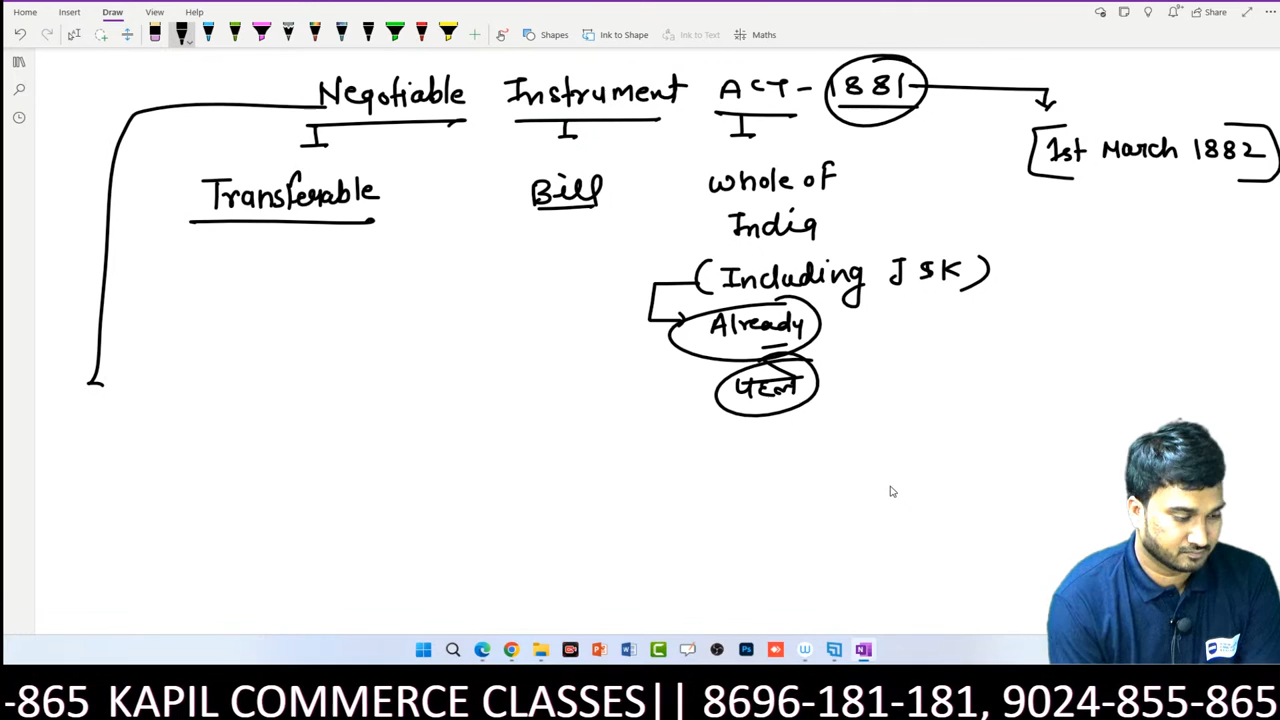 Home Insert Draw View Help Share
Shapes Ink to Shape Ink to Text Maths
Negotiable Instrument ACT - 1881
[1st March 1882]
Transferable Bill whole of
India
(Including J & K)
Already
-865 KAPIL COMMERCE CLASSES|| 8696-181-181, 9024-855-865